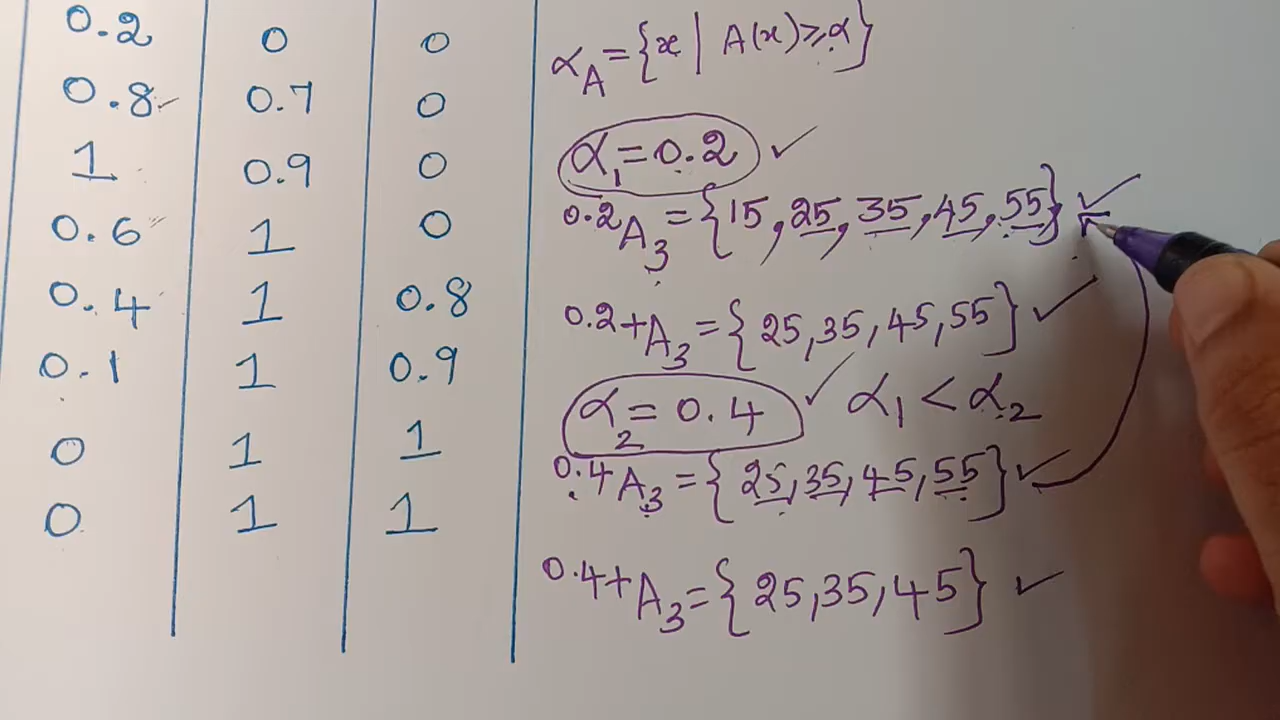 0.2 0 0
0.8 0.7 0
1 0.9 0
0.6 1 0
0.4 1 0.8
0.1 1 0.9
0 1 1
0 1 1
αA = {x | A(x) ≥ α}
α1 = 0.2 ✓
0.2A3 = {15, 25, 35, 45, 55} ✓
0.2+A3 = {25, 35, 45, 55} ✓
α2 = 0.4 ✓ α1 < α2
0.4A3 = {25, 35, 45, 55} ✓
0.4+A3 = {25, 35, 45} ✓